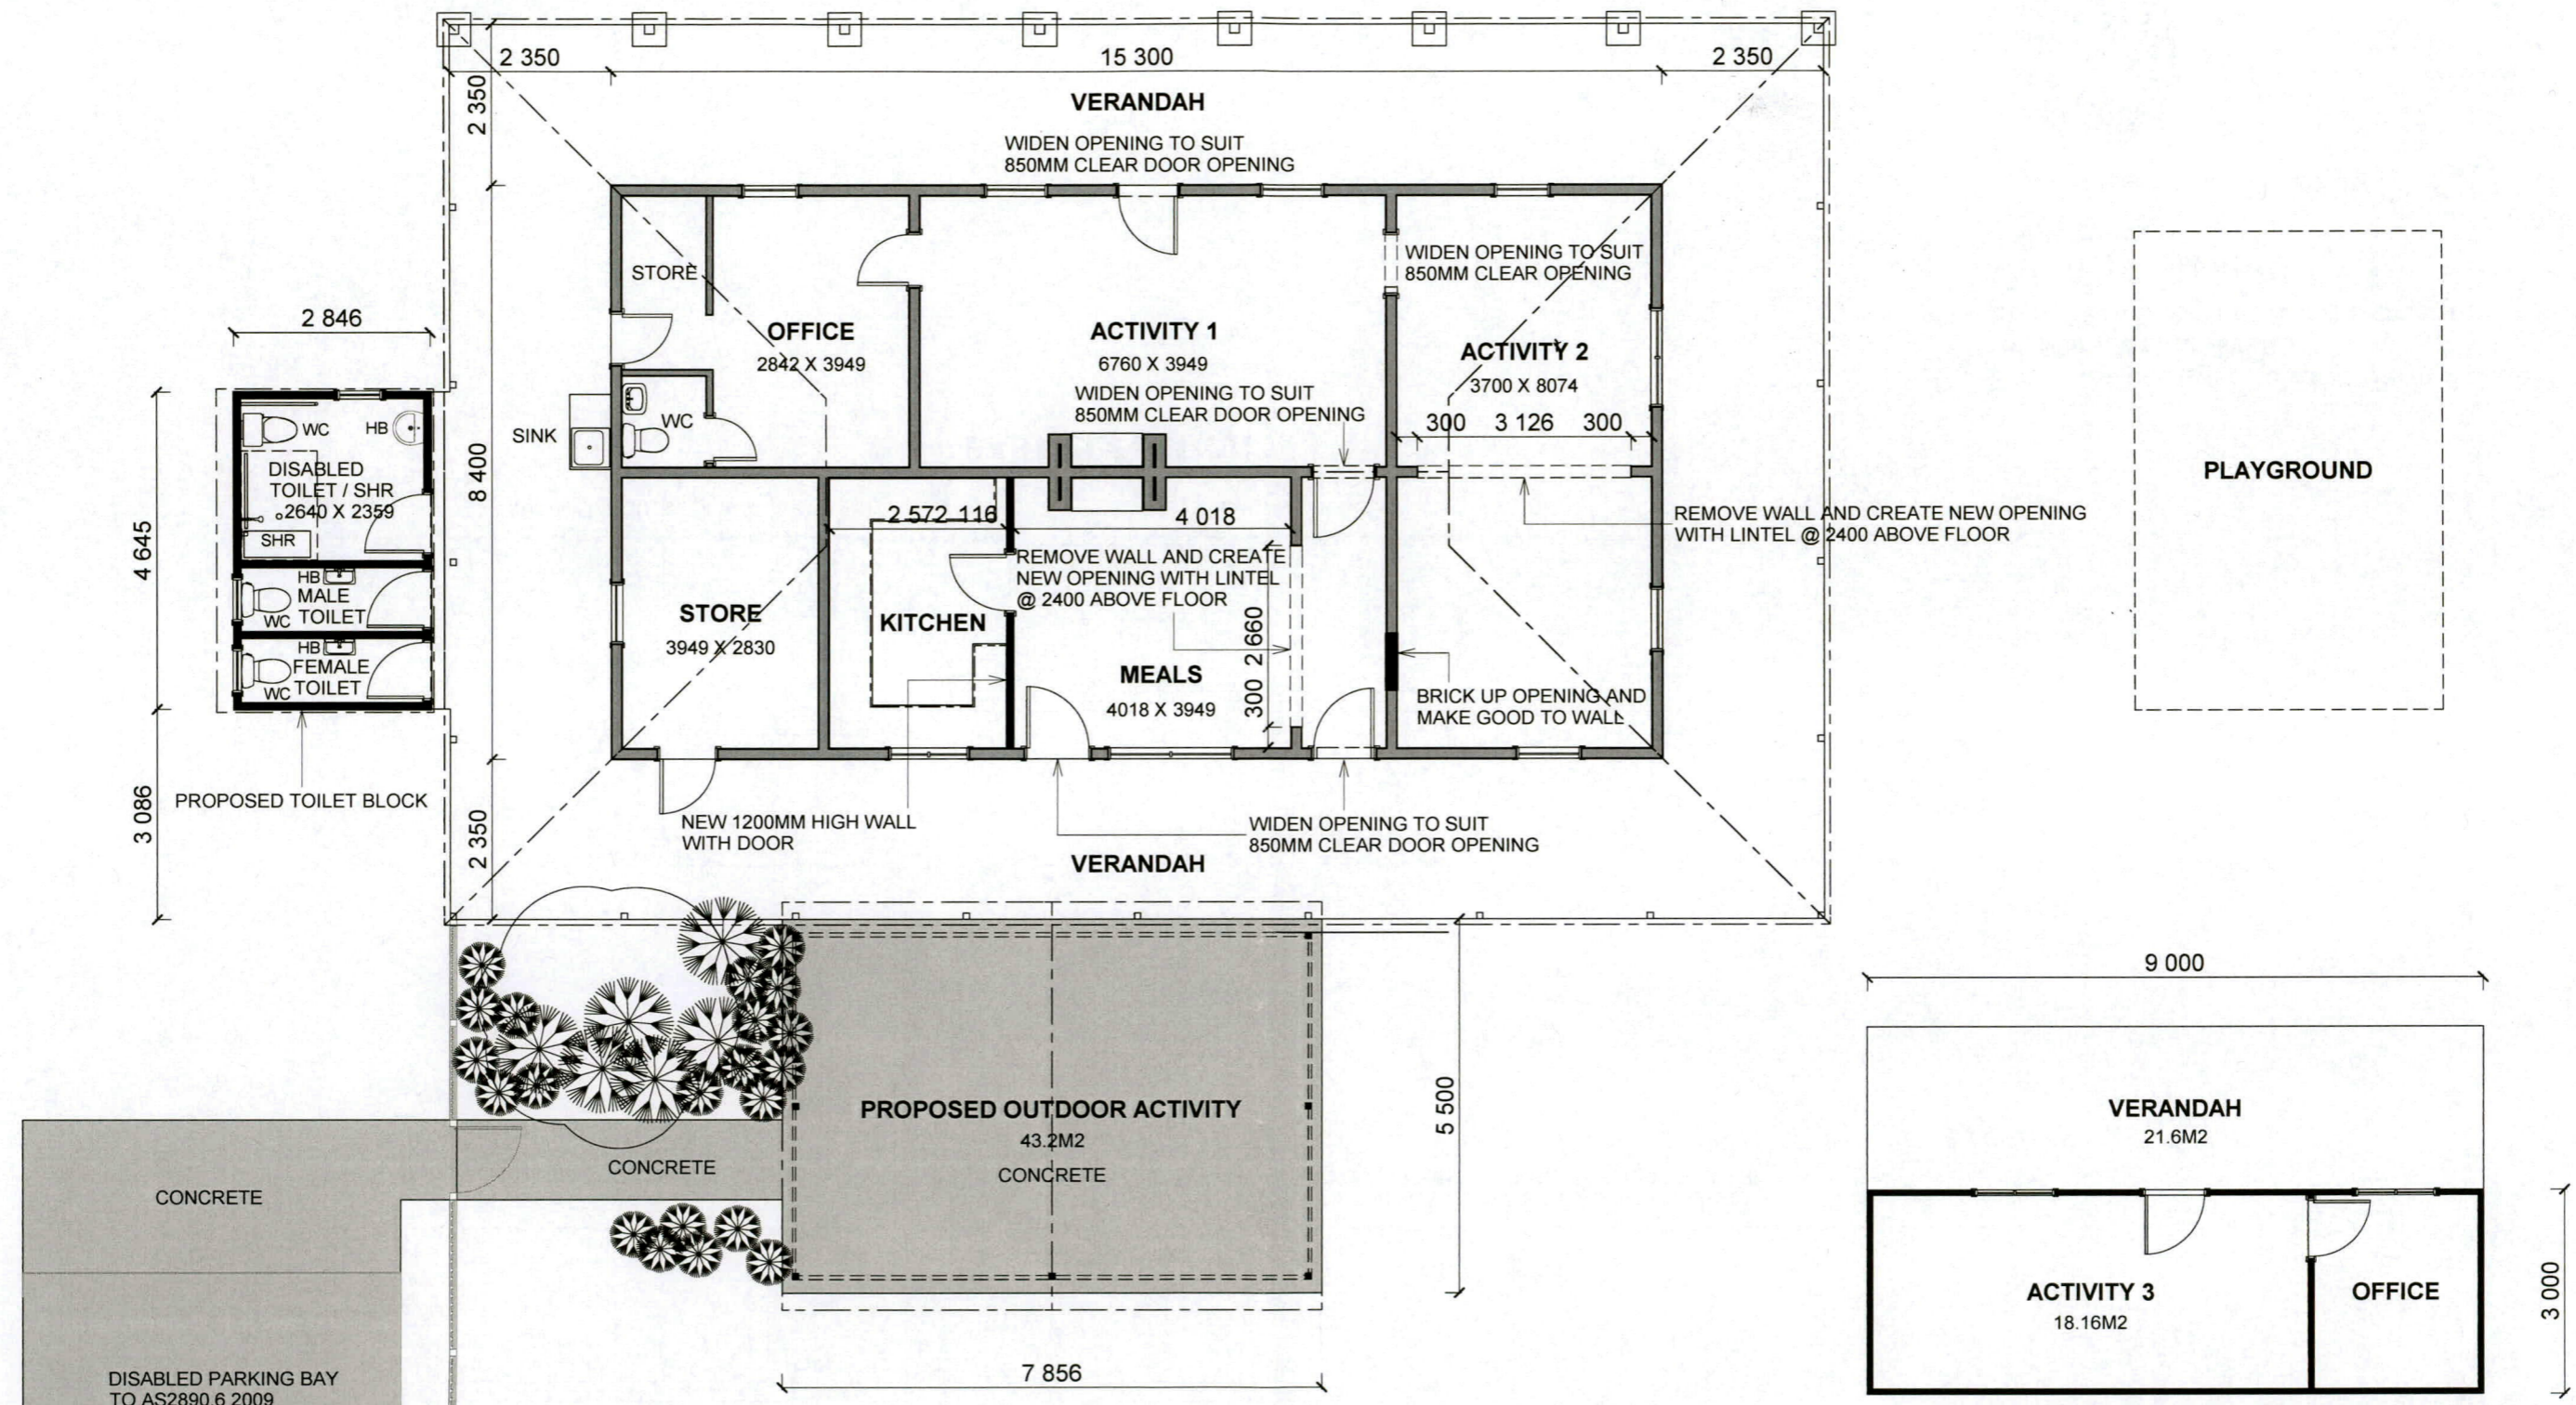 2 350
15 300
2 350
2 350
VERANDAH
WIDEN OPENING TO SUIT
850MM CLEAR DOOR OPENING
STORE
WIDEN OPENING TO SUIT
850MM CLEAR OPENING
OFFICE
2842 X 3949
ACTIVITY 1
6760 X 3949
ACTIVITY 2
3700 X 8074
WIDEN OPENING TO SUIT
850MM CLEAR DOOR OPENING
300 3 126 300
2 846
WC
HB
DISABLED
TOILET / SHR
2640 X 2359
SHR
HB
MALE
TOILET
WC
HB
FEMALE
TOILET
WC
4 645
3 086
PROPOSED TOILET BLOCK
SINK
WC
8 400
2 350
PLAYGROUND
REMOVE WALL AND CREATE NEW OPENING
WITH LINTEL @ 2400 ABOVE FLOOR
2 572 116
4 018
REMOVE WALL AND CREATE
NEW OPENING WITH LINTEL
@ 2400 ABOVE FLOOR
STORE
3949 X 2830
KITCHEN
MEALS
4018 X 3949
300 2 660
BRICK UP OPENING AND
MAKE GOOD TO WALL
NEW 1200MM HIGH WALL
WITH DOOR
WIDEN OPENING TO SUIT
850MM CLEAR DOOR OPENING
VERANDAH
PROPOSED OUTDOOR ACTIVITY
43.2M2
CONCRETE
CONCRETE
CONCRETE
5 500
7 856
DISABLED PARKING BAY
TO AS2890.6 2009
9 000
VERANDAH
21.6M2
ACTIVITY 3
18.16M2
OFFICE
3 000